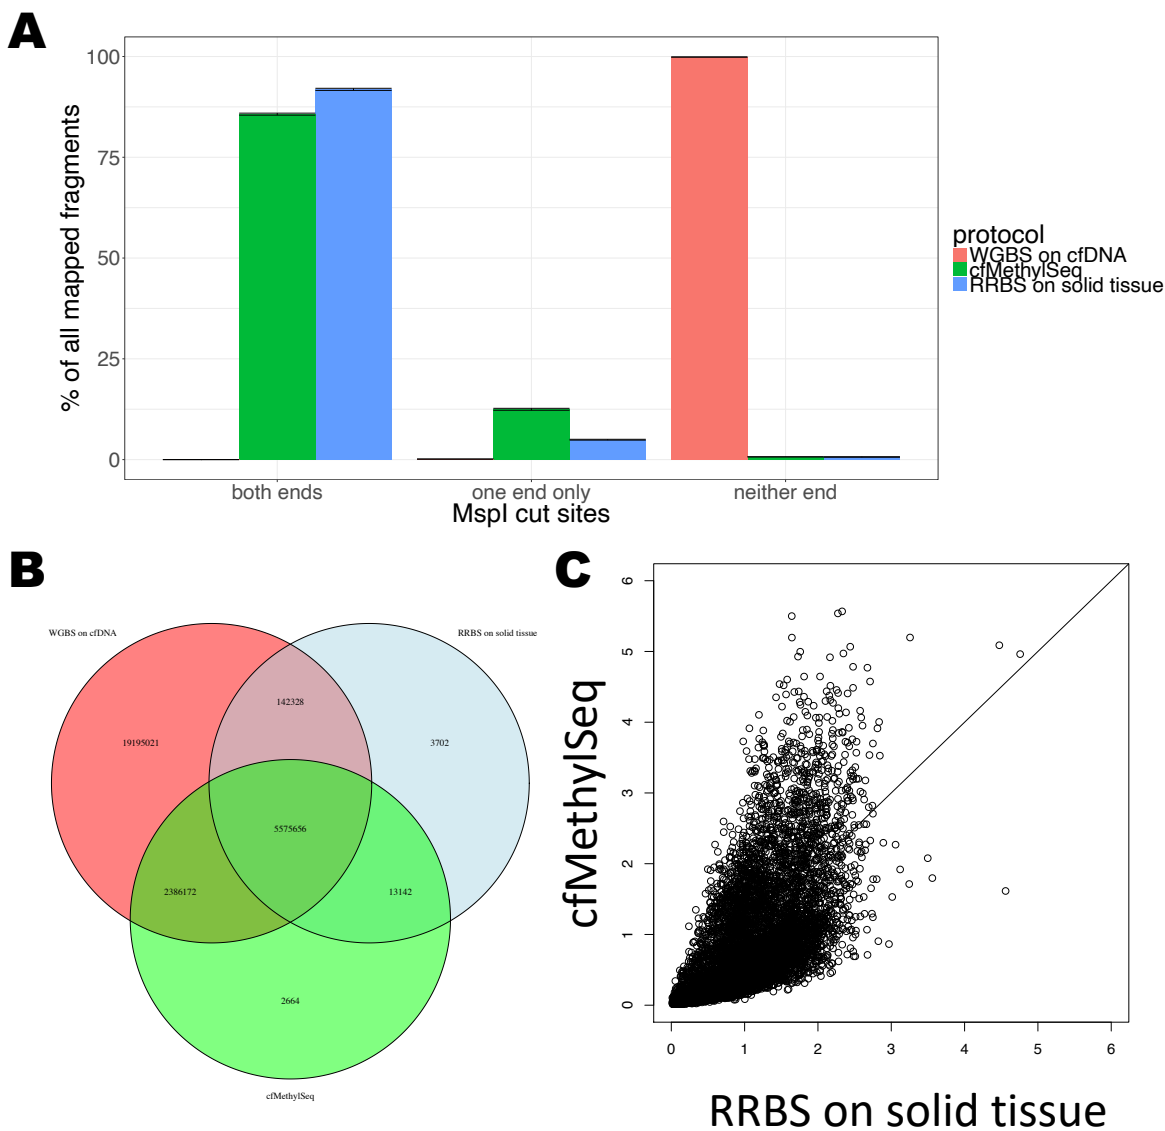 A
100
75
50
25
0
% of all mapped fragments
both ends
one end only
neither end
MspI cut sites
protocol
WGBS on cfDNA
cfMethylSeq
RRBS on solid tissue
B
WGBS on cfDNA
RRBS on solid tissue
142328
19195021
3702
5575656
2386172
13142
2664
cfMethylSeq
C
6
5
4
3
2
1
0
cfMethylSeq
0 1 2 3 4 5 6
RRBS on solid tissue